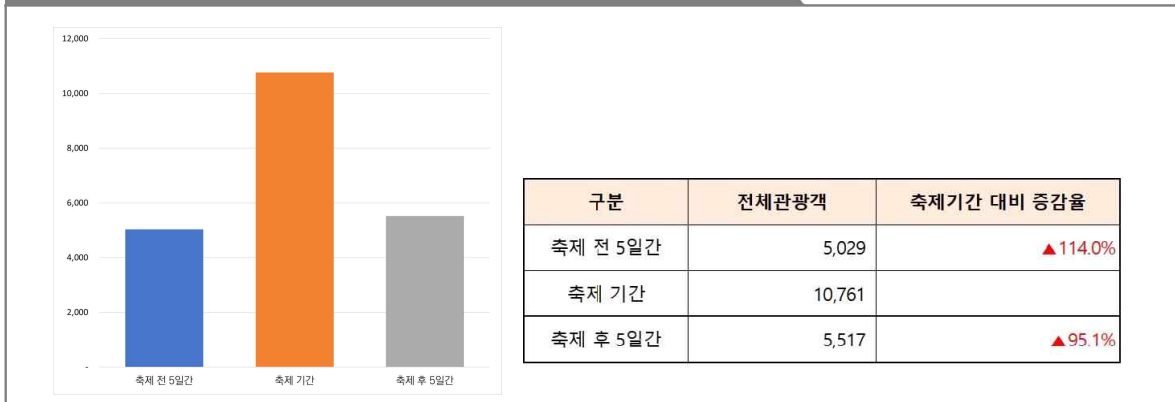 12,000
10,000
8,000
6,000
4,000
2,000
-
축제 전 5일간 축제 기간 축제 후 5일간
구분 전체관광객 축제기간 대비 증감율
축제 전 5일간 5,029 ▲114.0%
축제 기간 10,761
축제 후 5일간 5,517 ▲95.1%